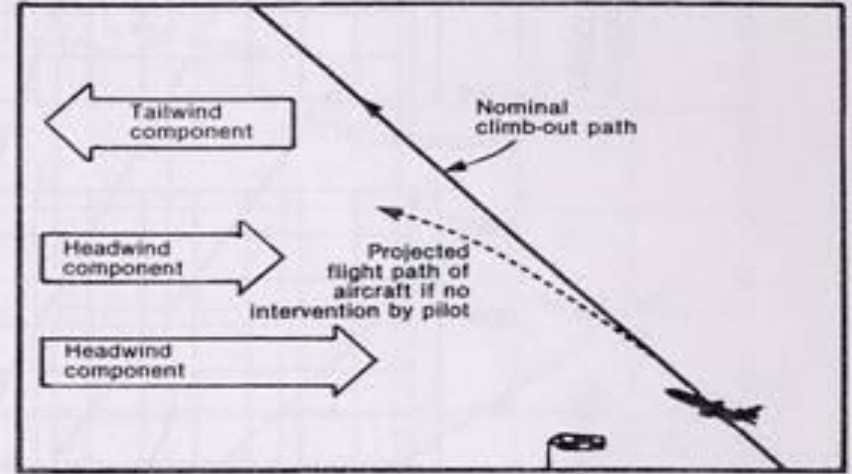 Tailwind
component
Nominal
climb-out path
Headwind
component
Projected
flight path of
aircraft if no
intervention by pilot
Headwind
component